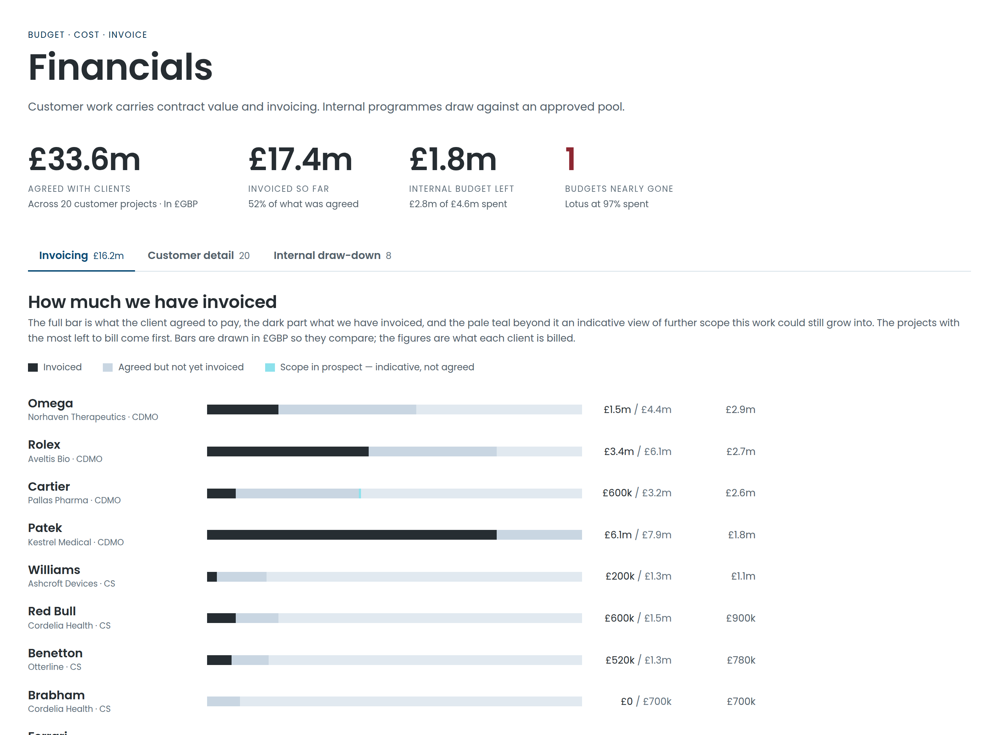 BUDGET · COST · INVOICE
Financials
Customer work carries contract value and invoicing. Internal programmes draw against an approved pool.
£33.6m £17.4m £1.8m 1
AGREED WITH CLIENTS INVOICED SO FAR INTERNAL BUDGET LEFT BUDGETS NEARLY GONE
Across 20 customer projects · In £GBP 52% of what was agreed £2.8m of £4.6m spent Lotus at 97% spent
Invoicing £16.2m Customer detail 20 Internal draw-down 8
How much we have invoiced
The full bar is what the client agreed to pay, the dark part what we have invoiced, and the pale teal beyond it an indicative view of further scope this work could still grow into. The projects with
the most left to bill come first. Bars are drawn in £GBP so they compare; the figures are what each client is billed.
Invoiced Agreed but not yet invoiced Scope in prospect — indicative, not agreed
Omega
Norhaven Therapeutics · CDMO
£1.5m / £4.4m £2.9m
Rolex
Aveltis Bio · CDMO
£3.4m / £6.1m £2.7m
Cartier
Pallas Pharma · CDMO
£600k / £3.2m £2.6m
Patek
Kestrel Medical · CDMO
£6.1m / £7.9m £1.8m
Williams
Ashcroft Devices · CS
£200k / £1.3m £1.1m
Red Bull
Cordelia Health · CS
£600k / £1.5m £900k
Benetton
Otterline · CS
£520k / £1.3m £780k
Brabham
Cordelia Health · CS
£0 / £700k £700k